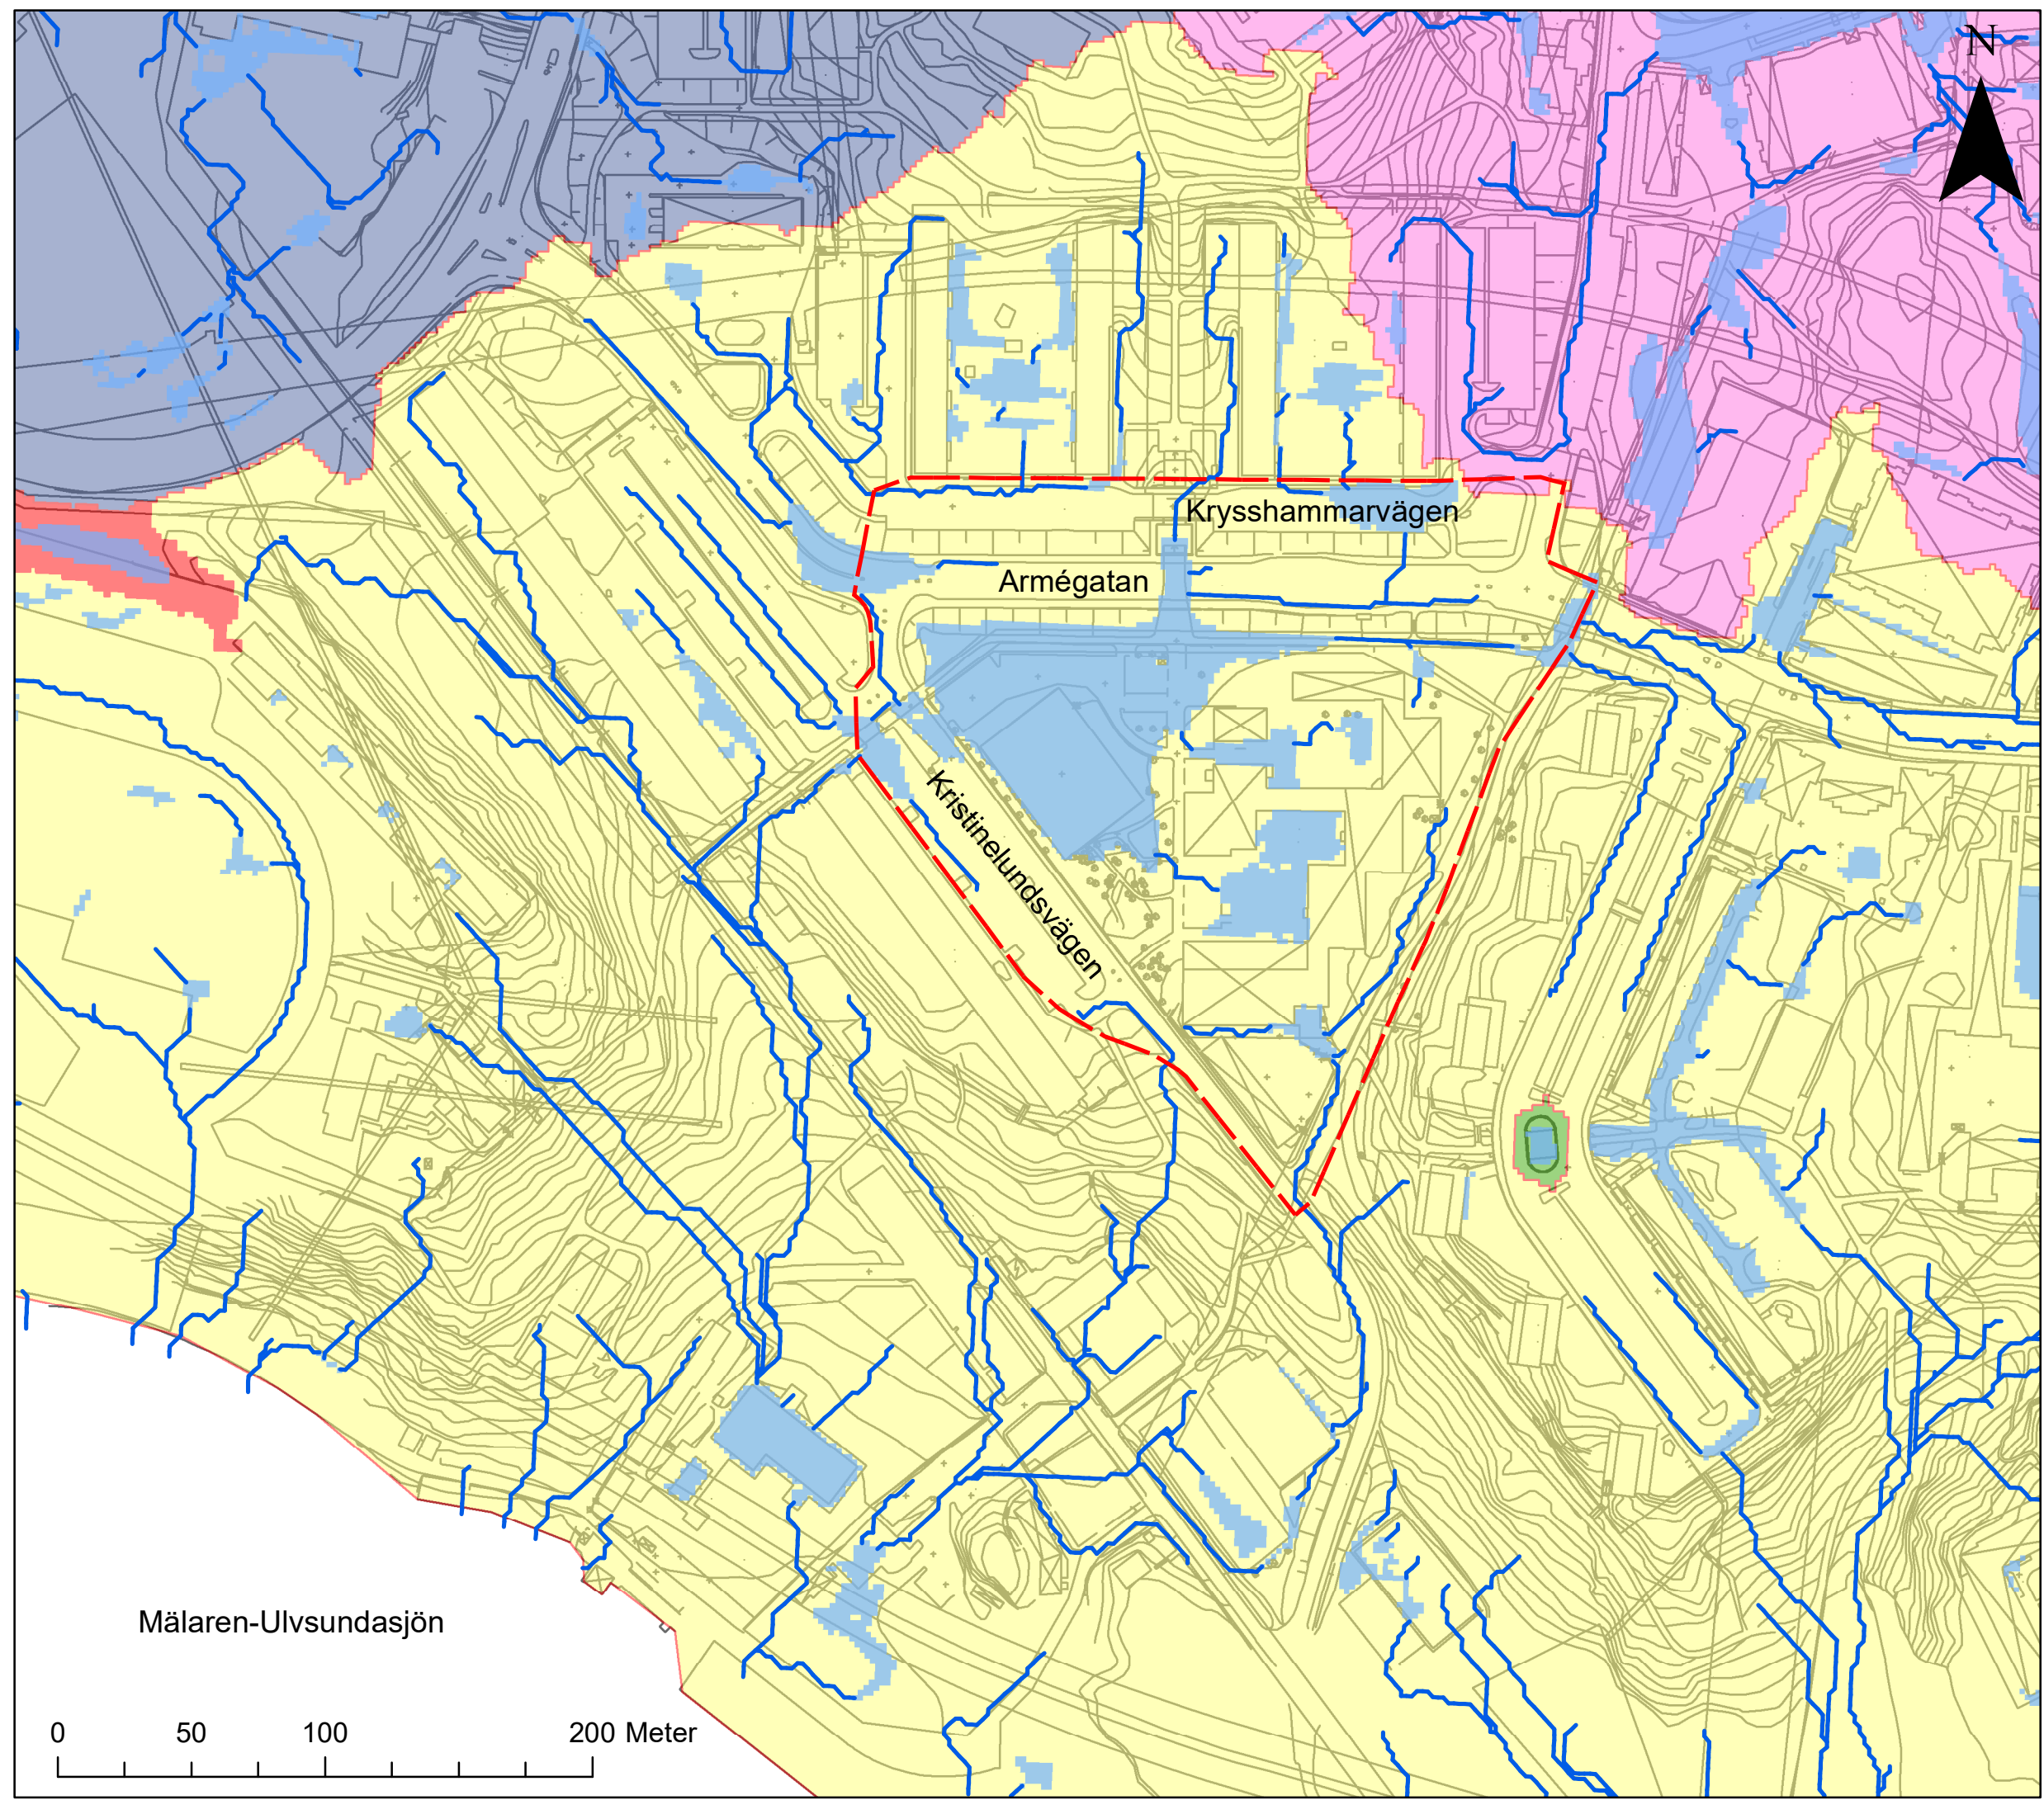 N
Krysshammarvägen
Armégatan
Kristinelundsvägen
Mälaren-Ulvsundasjön
0 50 100 200 Meter